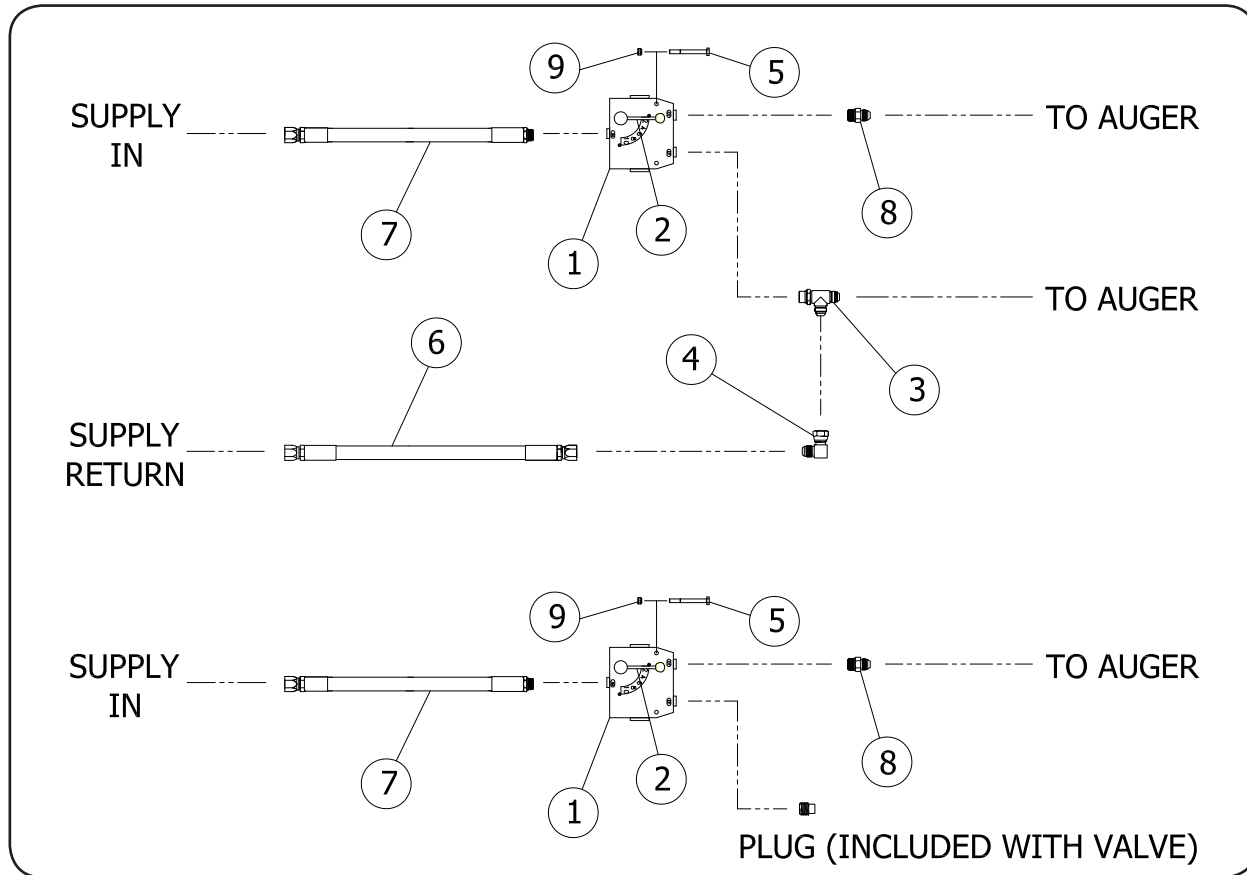 9
5
SUPPLY
IN
TO AUGER
7
1
2
8
TO AUGER
6
4
3
SUPPLY
RETURN
9
5
SUPPLY
IN
TO AUGER
7
1
2
8
PLUG (INCLUDED WITH VALVE)